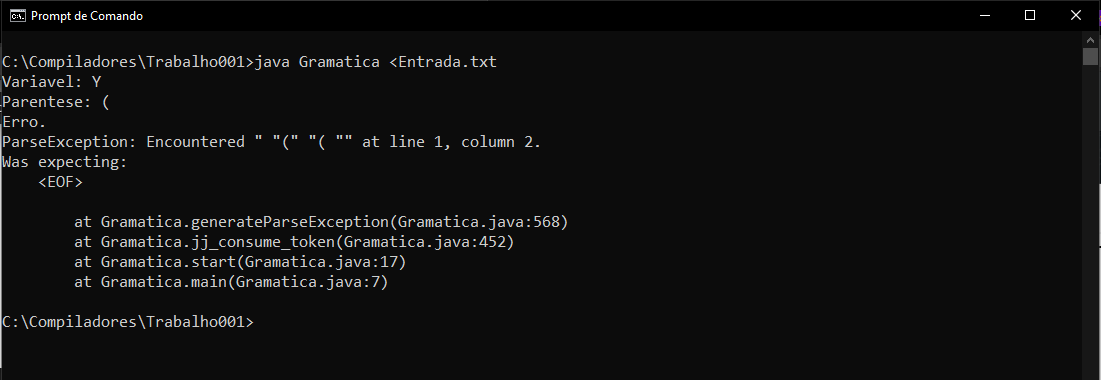 Prompt de Comando
C:\Compiladores\Trabalho001>java Gramatica <Entrada.txt
Variavel: Y
Parentese: (
Erro.
ParseException: Encountered " "(" "( "" at line 1, column 2.
Was expecting:
    <EOF>
        at Gramatica.generateParseException(Gramatica.java:568)
        at Gramatica.jj_consume_token(Gramatica.java:452)
        at Gramatica.start(Gramatica.java:17)
        at Gramatica.main(Gramatica.java:7)
C:\Compiladores\Trabalho001>